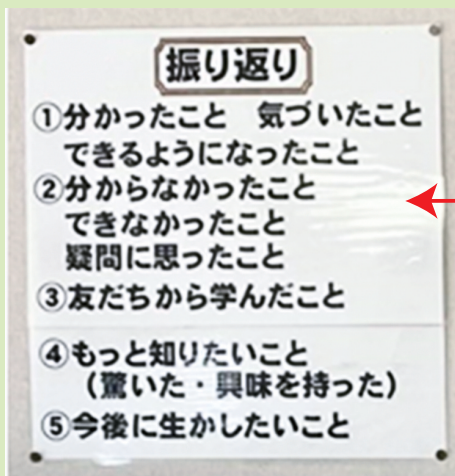 振り返り
①分かったこと　気づいたこと
できるようになったこと
②分からなかったこと
できなかったこと
疑問に思ったこと
③友だちから学んだこと
④もっと知りたいこと
（驚いた・興味を持った）
⑤今後に生かしたいこと